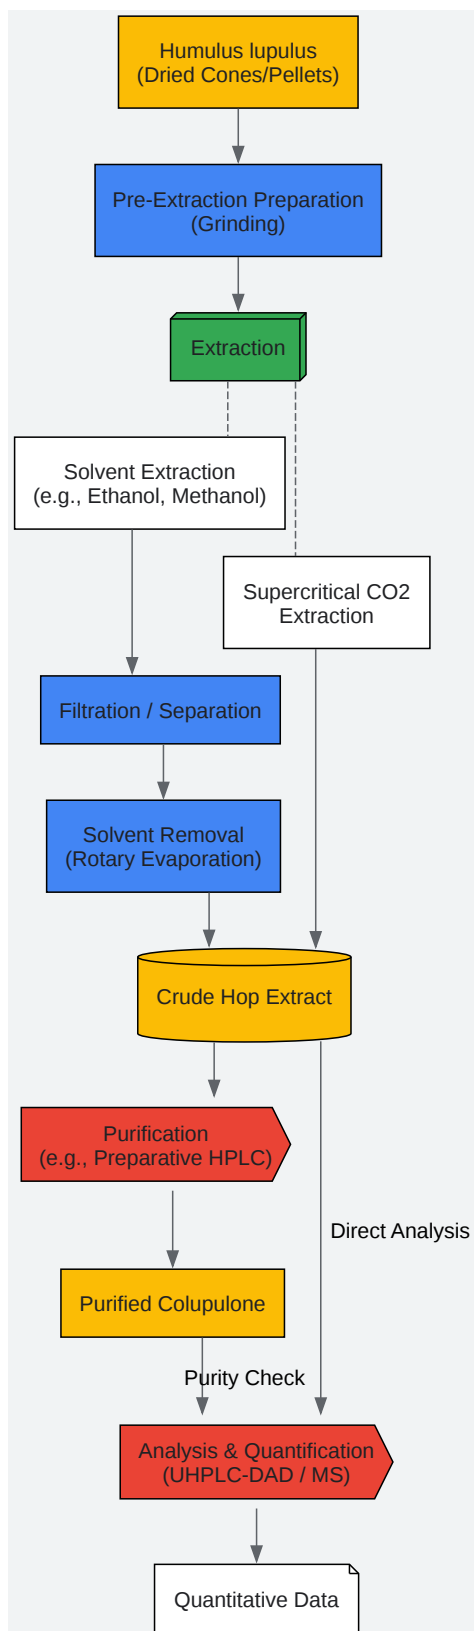 Humulus lupulus
(Dried Cones/Pellets)
Pre-Extraction Preparation
(Grinding)
Extraction
Solvent Extraction
(e.g., Ethanol, Methanol)
Supercritical CO2
Extraction
Filtration / Separation
Solvent Removal
(Rotary Evaporation)
Crude Hop Extract
Purification
(e.g., Preparative HPLC)
Direct Analysis
Purified Colupulone
Purity Check
Analysis & Quantification
(UHPLC-DAD / MS)
Quantitative Data